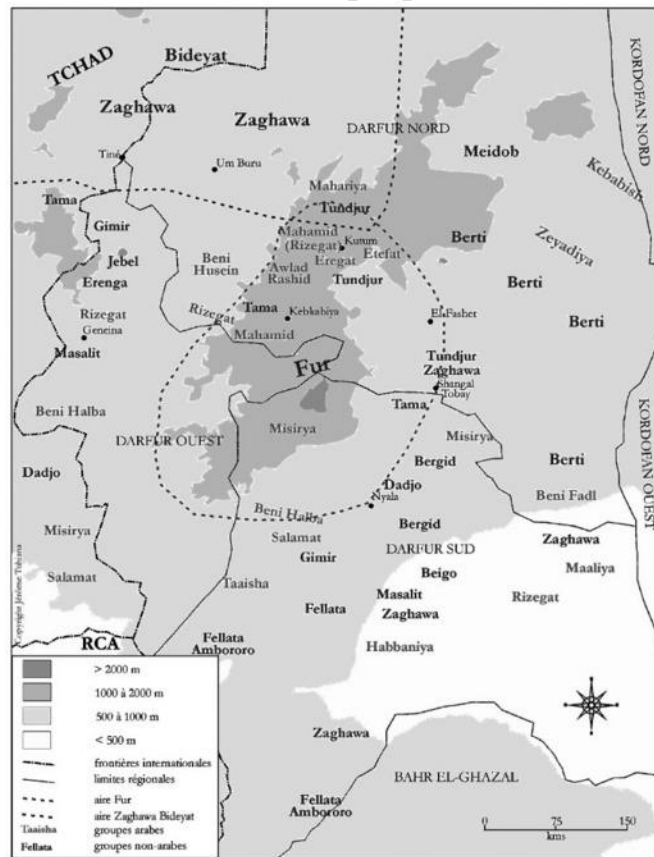 TCHAD
Bideyat
Zaghawa
Zaghawa
DARFUR NORD
KORDOFAN NORD
Meidob
Kebabish
Tiné
Um Buru
Mahariya
Tama
Tundjur
Gimir
Mahamid
(Rizegat)
Kutum
Berti
Zeyadiya
Beni
Husein
Eregat
Etefat
Jebel
Awlad
Rashid
Tundjur
Berti
Erenga
Rizegat
Rizegat
Tama
Kebkabiya
El-Fasher
Berti
Geneina
Mahamid
Masalit
Fur
Tundjur
Zaghawa
Shangal
Tobay
Beni Halba
Tama
KORDOFAN OUEST
DARFUR OUEST
Misirya
Misirya
Dadjo
Bergid
Berti
Dadjo
Beni Fadl
Nyala
Beni Halba
Misirya
Salamat
Bergid
Zaghawa
Gimir
DARFUR SUD
Maaliya
Salamat
Taaisha
Beigo
Masalit
Rizegat
Fellata
Zaghawa
Copyright Jérôme Tubiana
RCA
Fellata
Ambororo
Habbaniya
> 2000 m
1000 à 2000 m
500 à 1000 m
< 500 m
Zaghawa
frontières internationales
limites régionales
BAHR EL-GHAZAL
aire Fur
aire Zaghawa Bideyat
Fellata
Ambororo
Taaisha groupes arabes
Fellata groupes non-arabes
0 75 150
kms